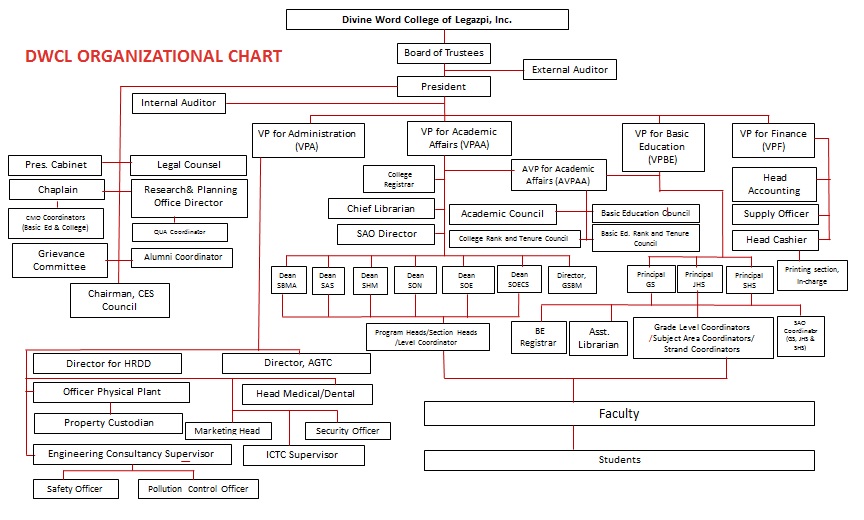 Divine Word College of Legazpi, Inc.
DWCL ORGANIZATIONAL CHART
Board of Trustees
External Auditor
President
Internal Auditor
VP for Administration
(VPA)
VP for Academic
Affairs (VPAA)
VP for Basic
Education
(VPBE)
VP for Finance
(VPF)
Pres. Cabinet
Legal Counsel
Chaplain
Research& Planning
Office Director
CMO Coordinators
(Basic Ed & College)
QUA Coordinator
Grievance
Committee
Alumni Coordinator
Chairman, CES
Council
College
Registrar
AVP for Academic
Affairs (AVPAA)
Head
Accounting
Chief Librarian
Academic Council
Basic Education Council
Supply Officer
SAO Director
College Rank and Tenure Council
Basic Ed. Rank and Tenure
Council
Head Cashier
Printing section,
In-charge
Dean
SBMA
Dean
SAS
Dean
SHM
Dean
SON
Dean
SOE
Dean
SOECS
Director,
GSBM
Principal
GS
Principal
JHS
Principal
SHS
Program Heads/Section Heads
/Level Coordinator
BE
Registrar
Asst.
Librarian
Grade Level Coordinators
/Subject Area Coordinators/
Strand Coordinators
SAO
Coordinator
(GS, JHS &
SHS)
Director for HRDD
Director, AGTC
Officer Physical Plant
Head Medical/Dental
Property Custodian
Marketing Head
Security Officer
Engineering Consultancy Supervisor
ICTC Supervisor
Safety Officer
Pollution Control Officer
Faculty
Students